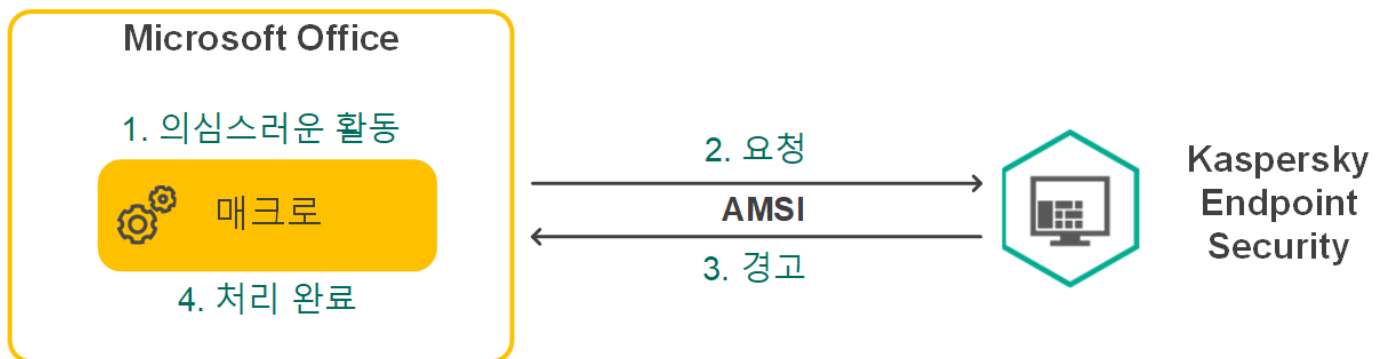 Microsoft Office
1. 의심스러운 활동
매크로
4. 처리 완료
2. 요청
AMSI
3. 경고
Kaspersky
Endpoint
Security